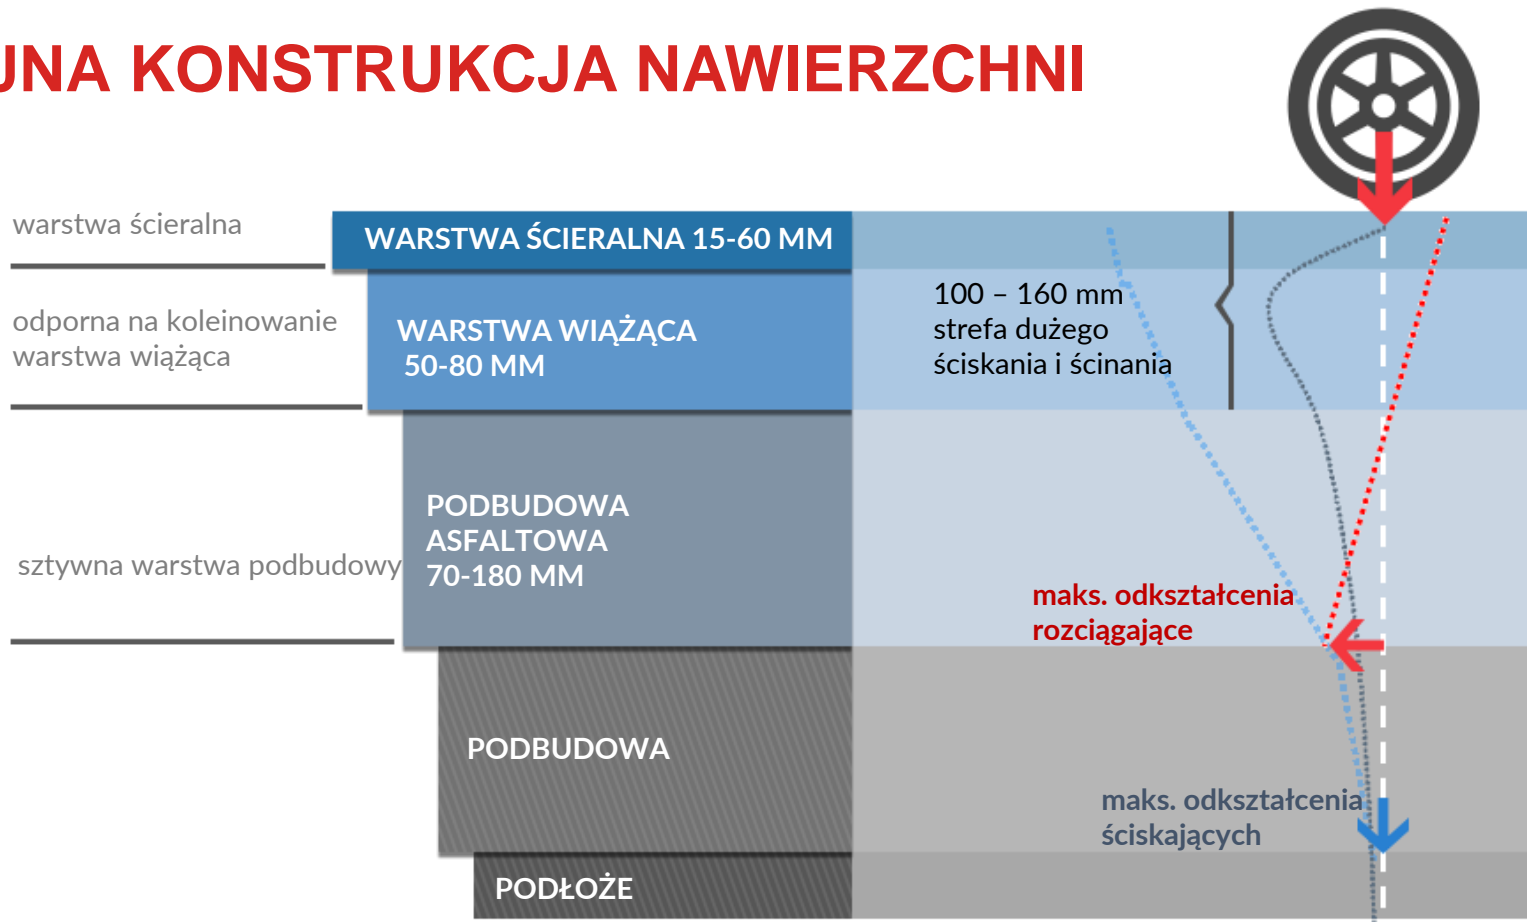 JNA KONSTRUKCJA NAWIERZCHNI
warstwa ścieralna
WARSTWA ŚCIERALNA 15-60 MM
odporna na koleinowanie
warstwa wiążąca
WARSTWA WIĄŻĄCA
50-80 MM
100 – 160 mm
strefa dużego
ściskania i ścinania
sztywna warstwa podbudowy
PODBUDOWA
ASFALTOWA
70-180 MM
maks. odkształcenia
rozciągające
PODBUDOWA
maks. odkształcenia
ściskających
PODŁOŻE